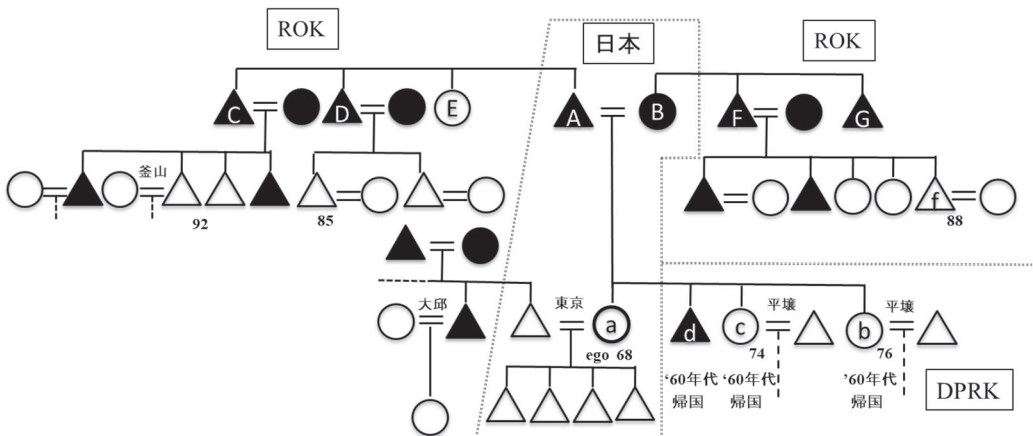 ROK
日本
ROK
C
D
E
A
B
F
G
釜山
92
85
f
88
大邱
東京
a
ego 68
d
c
平壌
74
b
平壌
76
‘60年代
帰国
‘60年代
帰国
’60年代
帰国
DPRK